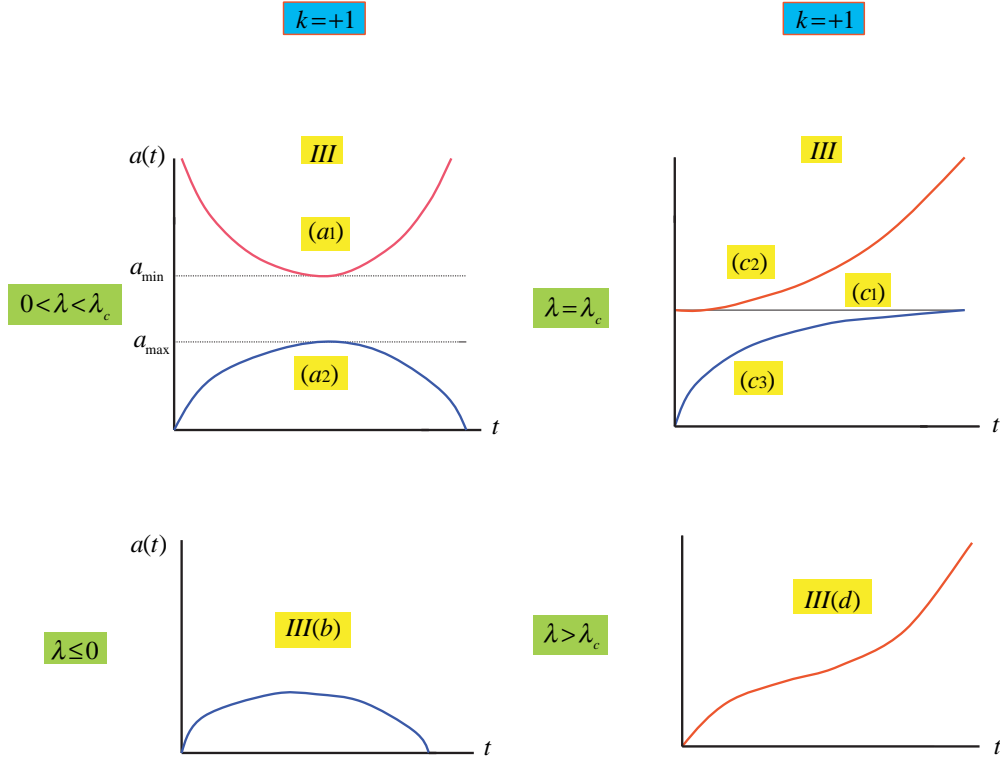 k=+1
k=+1
a(t)
III
III
(a1)
a_min
(c2)
(c1)
0<λ<λ_c
λ=λ_c
a_max
(a2)
(c3)
t
t
a(t)
III(b)
III(d)
λ≤0
λ>λ_c
t
t